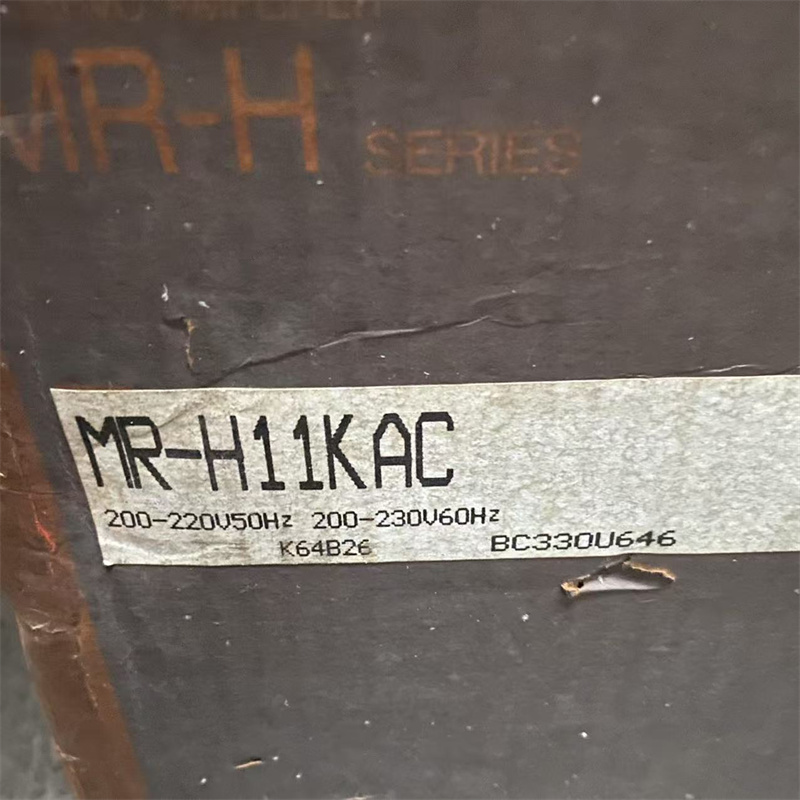 MR-H
SERIES
MR-H11KAC
200-220V50Hz 200-230V60Hz
K64B26
BC330U646